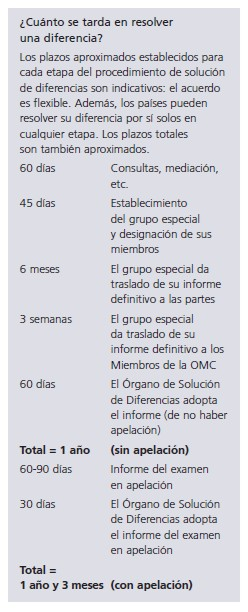 ¿Cuánto se tarda en resolver
una diferencia?
Los plazos aproximados establecidos para
cada etapa del procedimiento de solución
de diferencias son indicativos: el acuerdo
es flexible. Además, los países pueden
resolver su diferencia por sí solos en
cualquier etapa. Los plazos totales
son también aproximados.
60 días Consultas, mediación,
etc.
45 días Establecimiento
del grupo especial
y designación de sus
miembros
6 meses El grupo especial da
traslado de su informe
definitivo a las partes
3 semanas El grupo especial
da traslado de su
informe definitivo a los
Miembros de la OMC
60 días El Órgano de Solución
de Diferencias adopta
el informe (de no haber
apelación)
Total = 1 año (sin apelación)
60-90 días Informe del examen
en apelación
30 días El Órgano de Solución
de Diferencias adopta
el informe del examen
en apelación
Total =
1 año y 3 meses (con apelación)